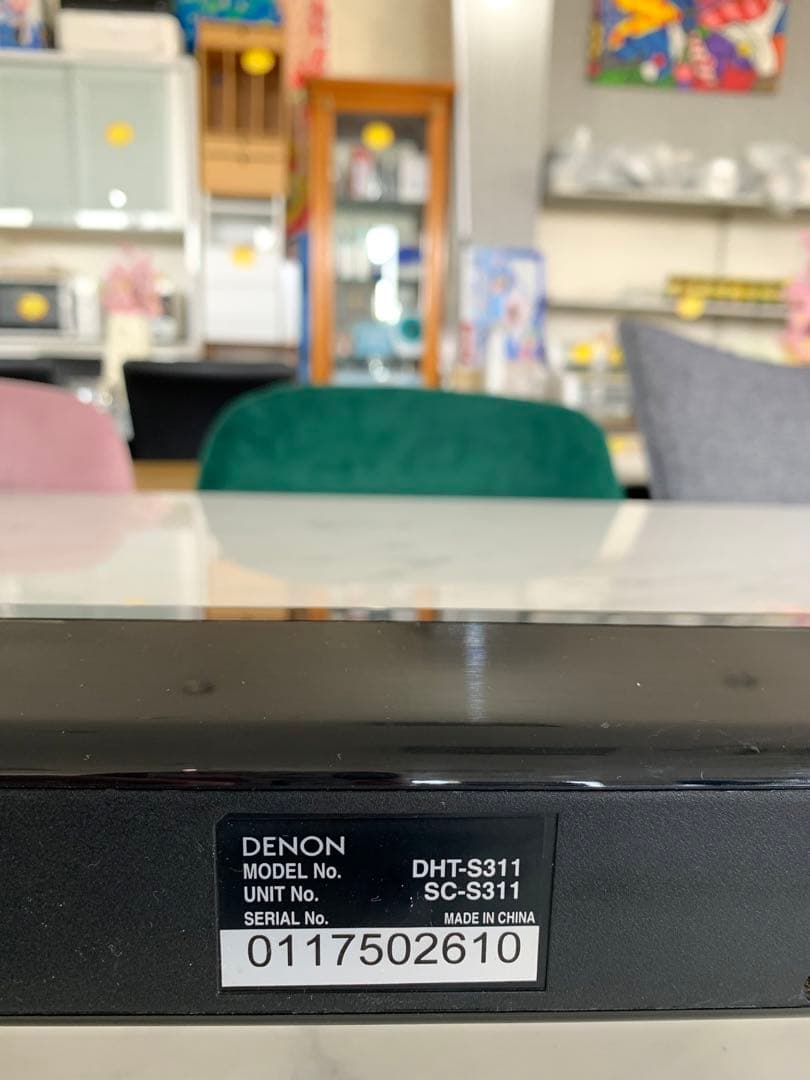 DENON
MODEL No. DHT-S311
UNIT No. SC-S311
SERIAL No. MADE IN CHINA
0117502610